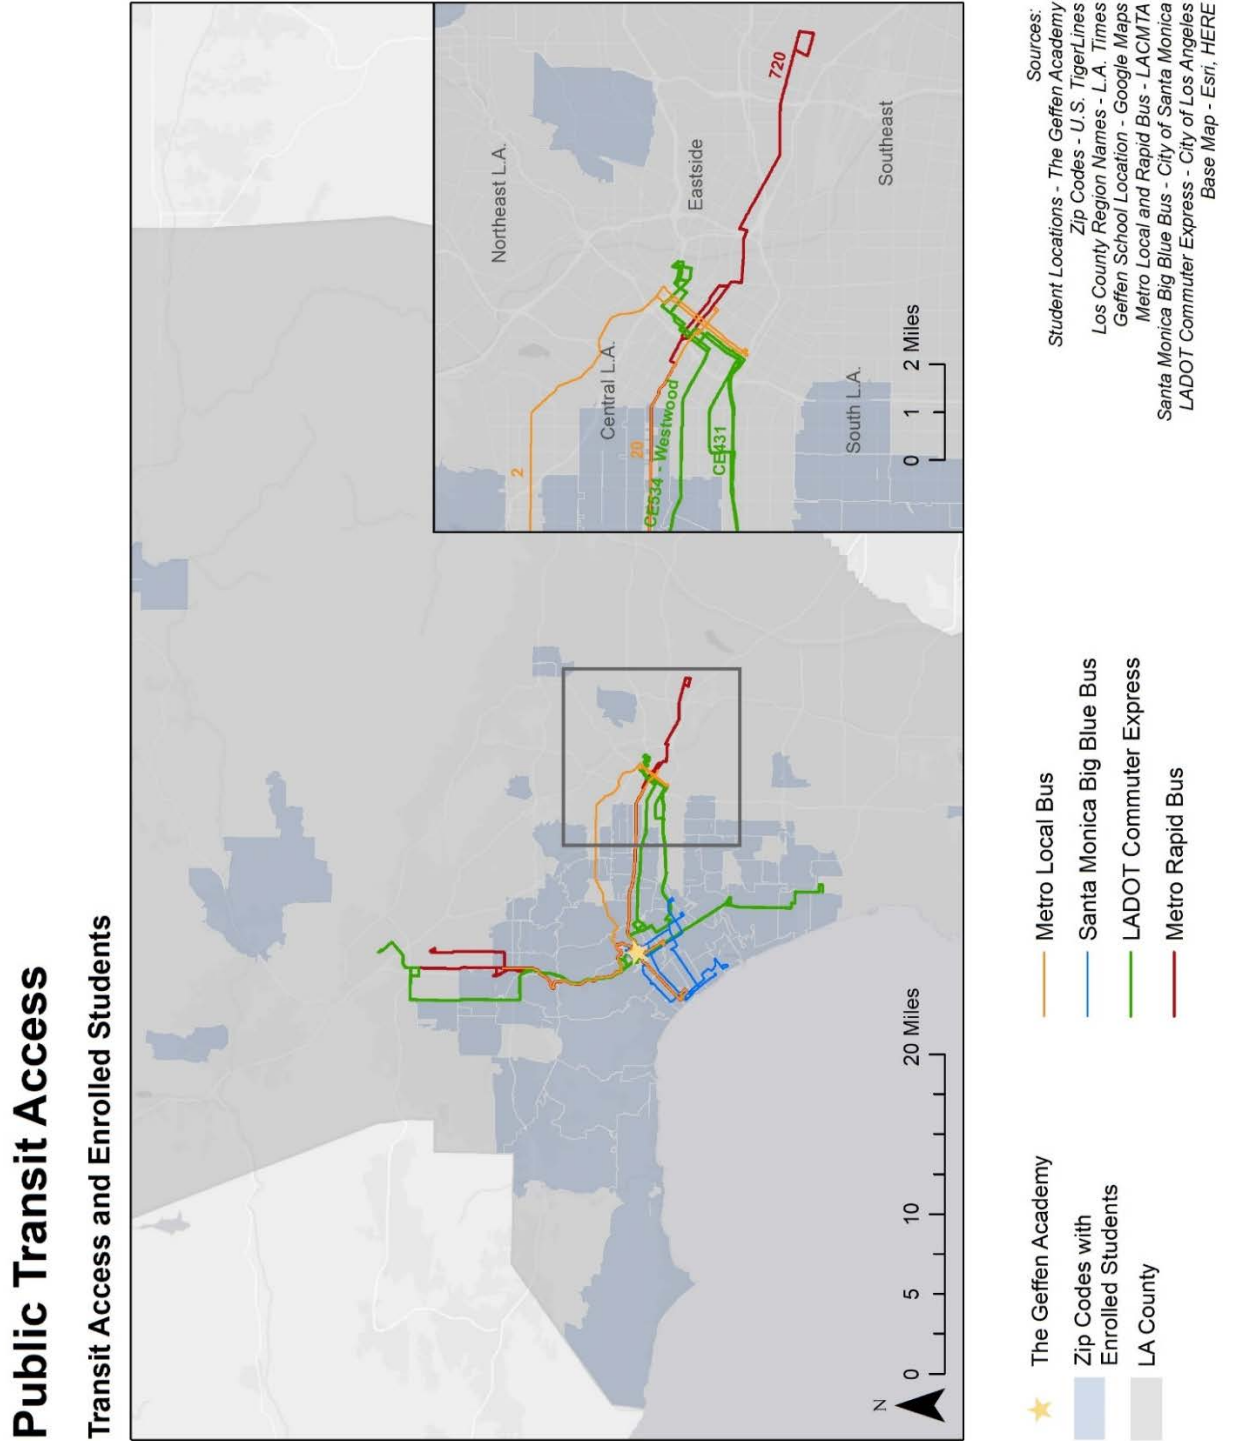 Public Transit Access
Transit Access and Enrolled Students
Northeast L.A.
720
Eastside
Southeast
2
Central L.A.
20
CE534 - Westwood
CE431
South L.A.
0 1 2 Miles
N
0 5 10 20 Miles
The Geffen Academy
Zip Codes with
Enrolled Students
LA County
Metro Local Bus
Santa Monica Big Blue Bus
LADOT Commuter Express
Metro Rapid Bus
Sources:
Student Locations - The Geffen Academy
Zip Codes - U.S. TigerLines
Los County Region Names - L.A. Times
Geffen School Location - Google Maps
Metro Local and Rapid Bus - LACMTA
Santa Monica Big Blue Bus - City of Santa Monica
LADOT Commuter Express - City of Los Angeles
Base Map - Esri, HERE